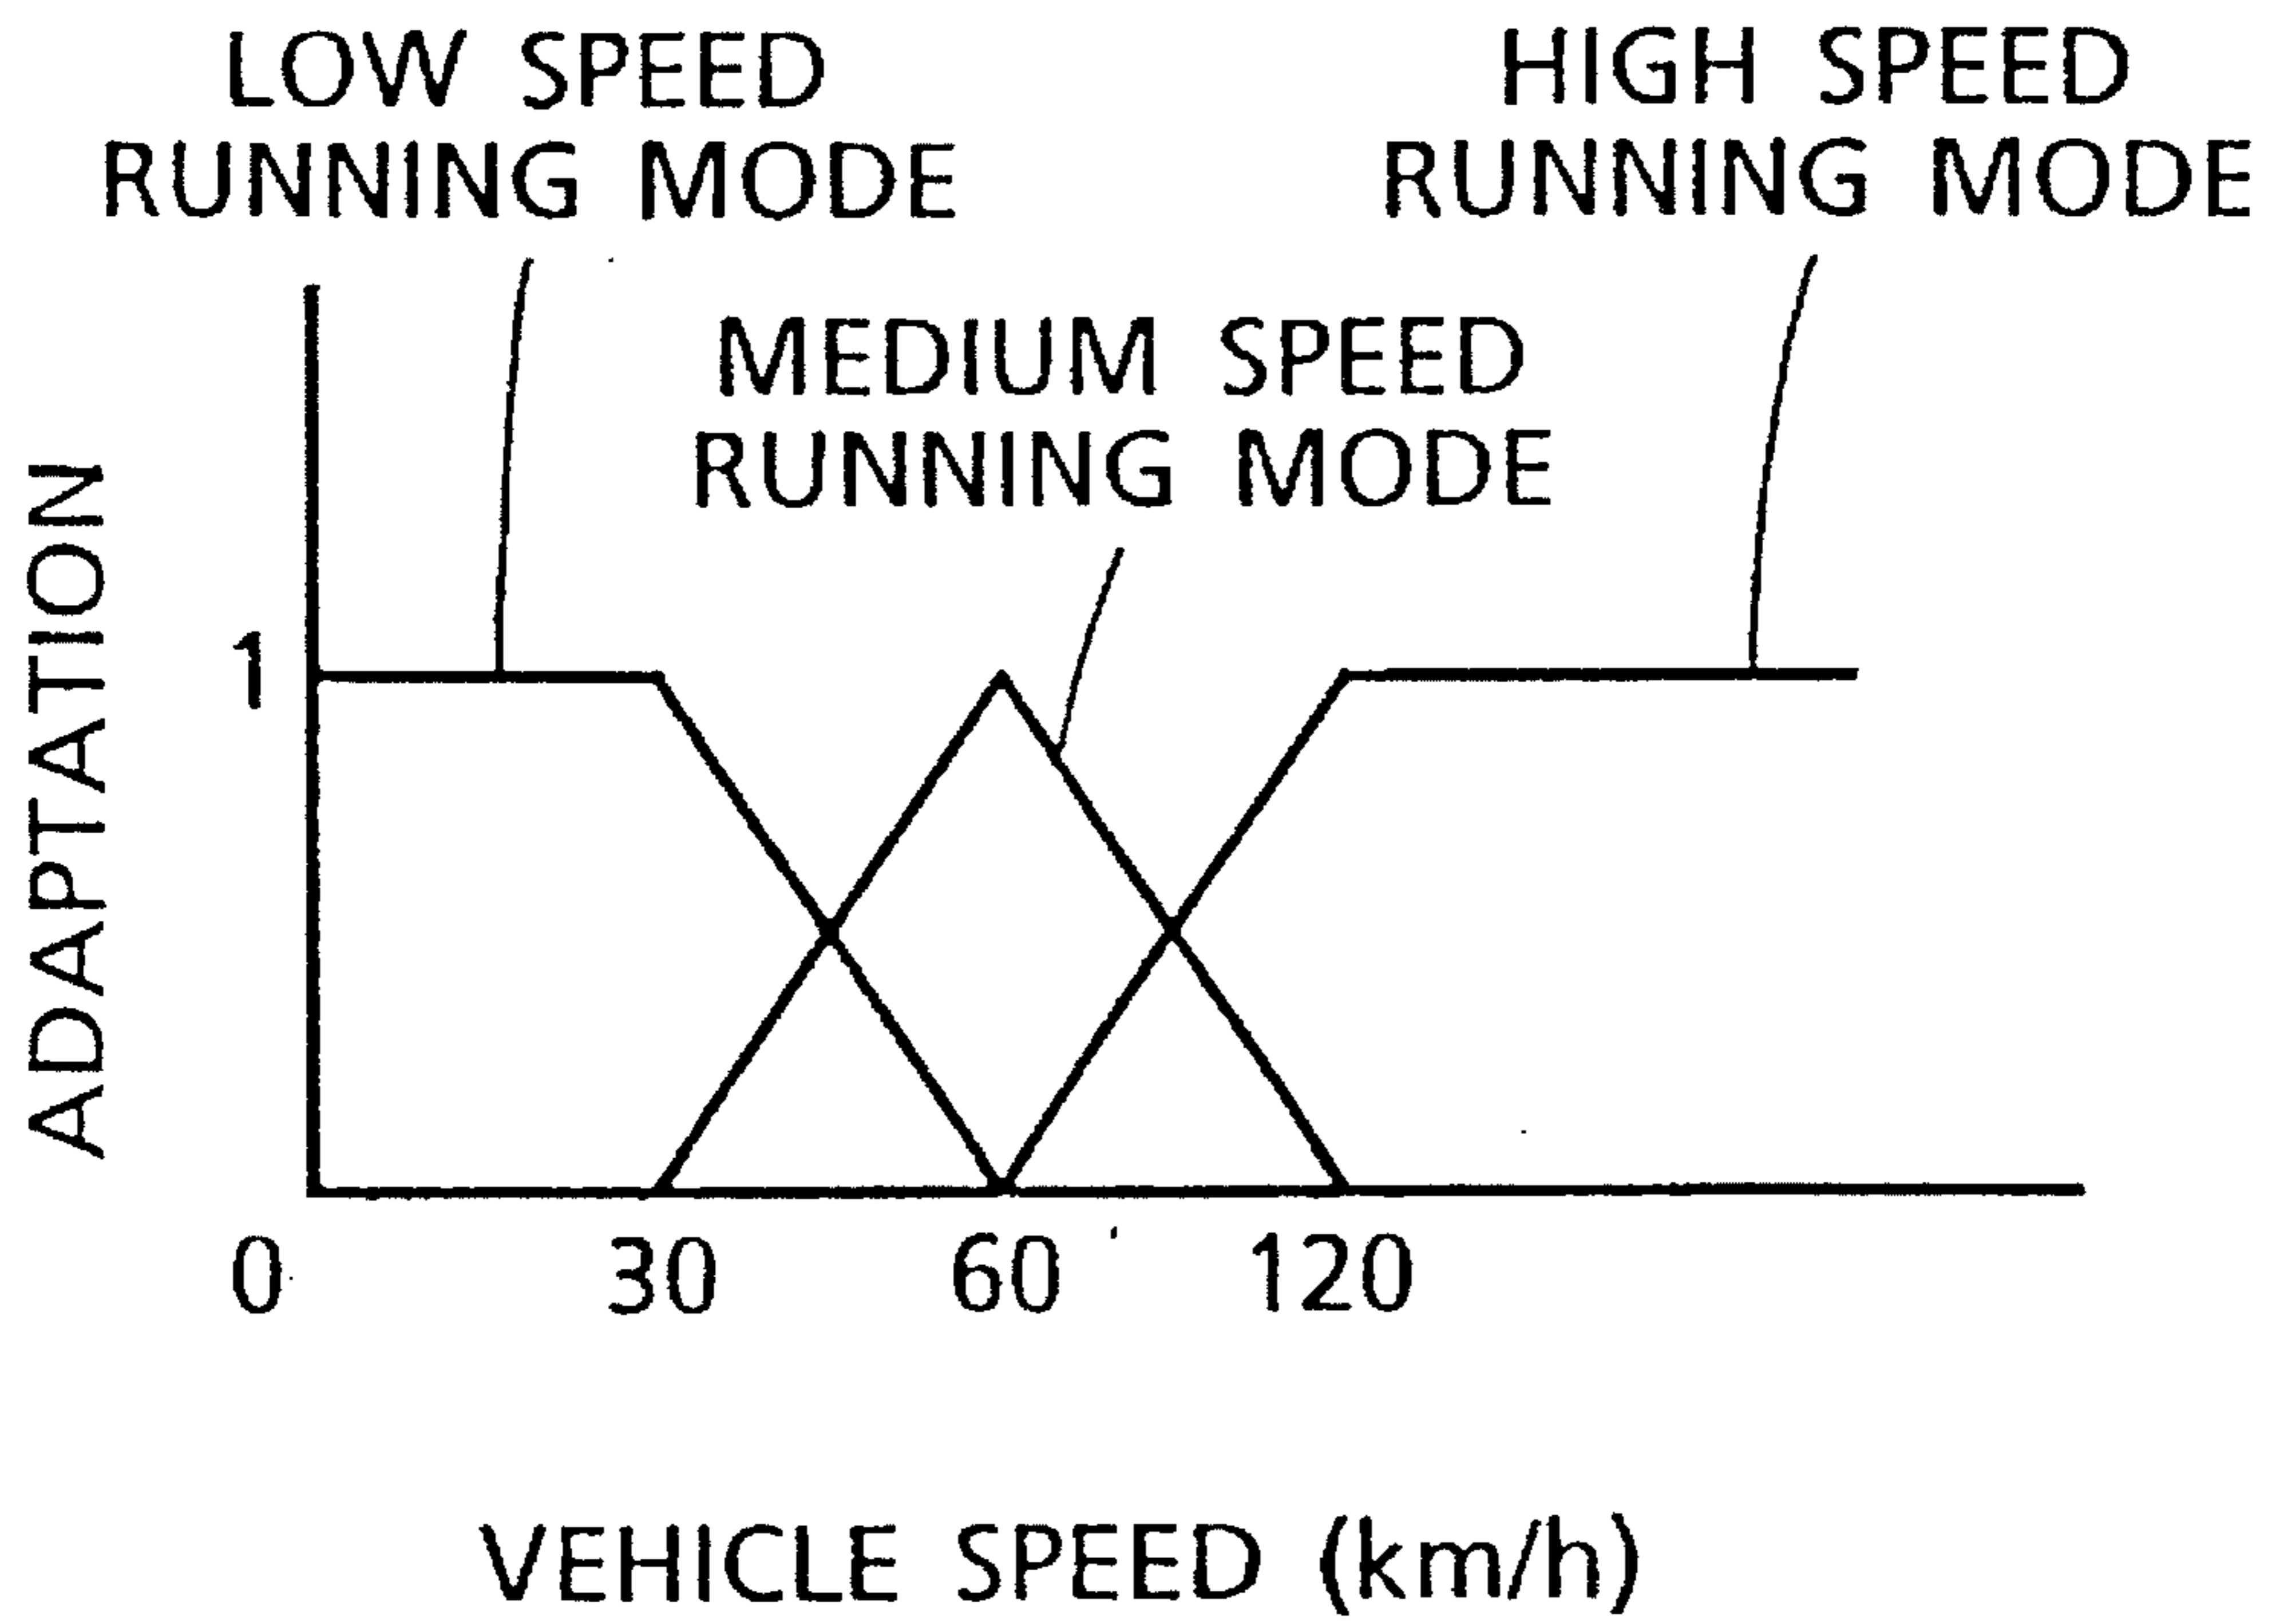 LOW SPEED
RUNNING MODE
HIGH SPEED
RUNNING MODE
MEDIUM SPEED
RUNNING MODE
ADAPTATION
1
0
30
60
120
VEHICLE SPEED (km/h)